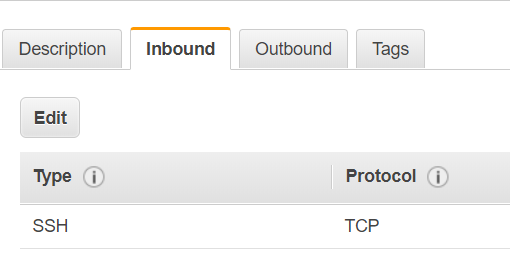 Description Inbound Outbound Tags
Edit
Type i Protocol i
SSH TCP